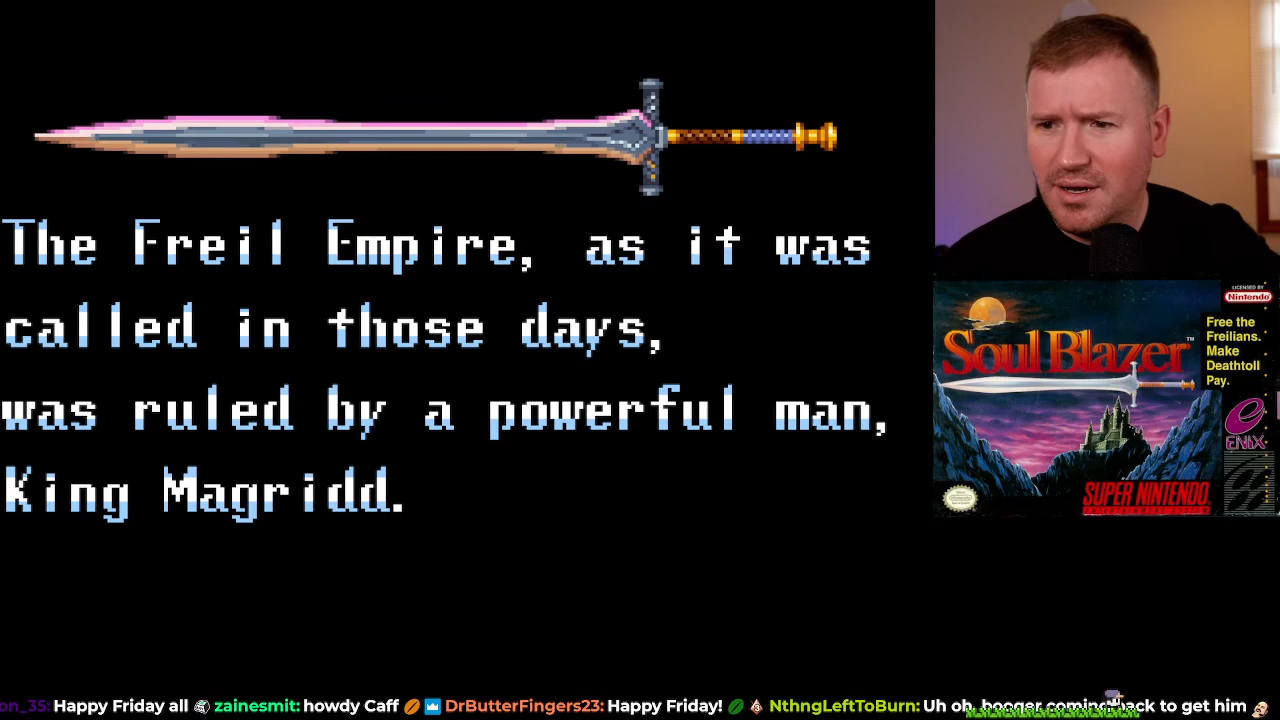 The Freil Empire, as it was
called in those days,
was ruled by a powerful man,
King Magridd.
LICENSED BY
Nintendo
Soul Blazer™
Free the
Freilians.
Make
Deathtoll
Pay.
ENIX
SUPER NINTENDO
on_35: Happy Friday all zainesmit: howdy Caff DrButterFingers23: Happy Friday! NthngLeftToBurn: Uh oh, booger coming back to get him